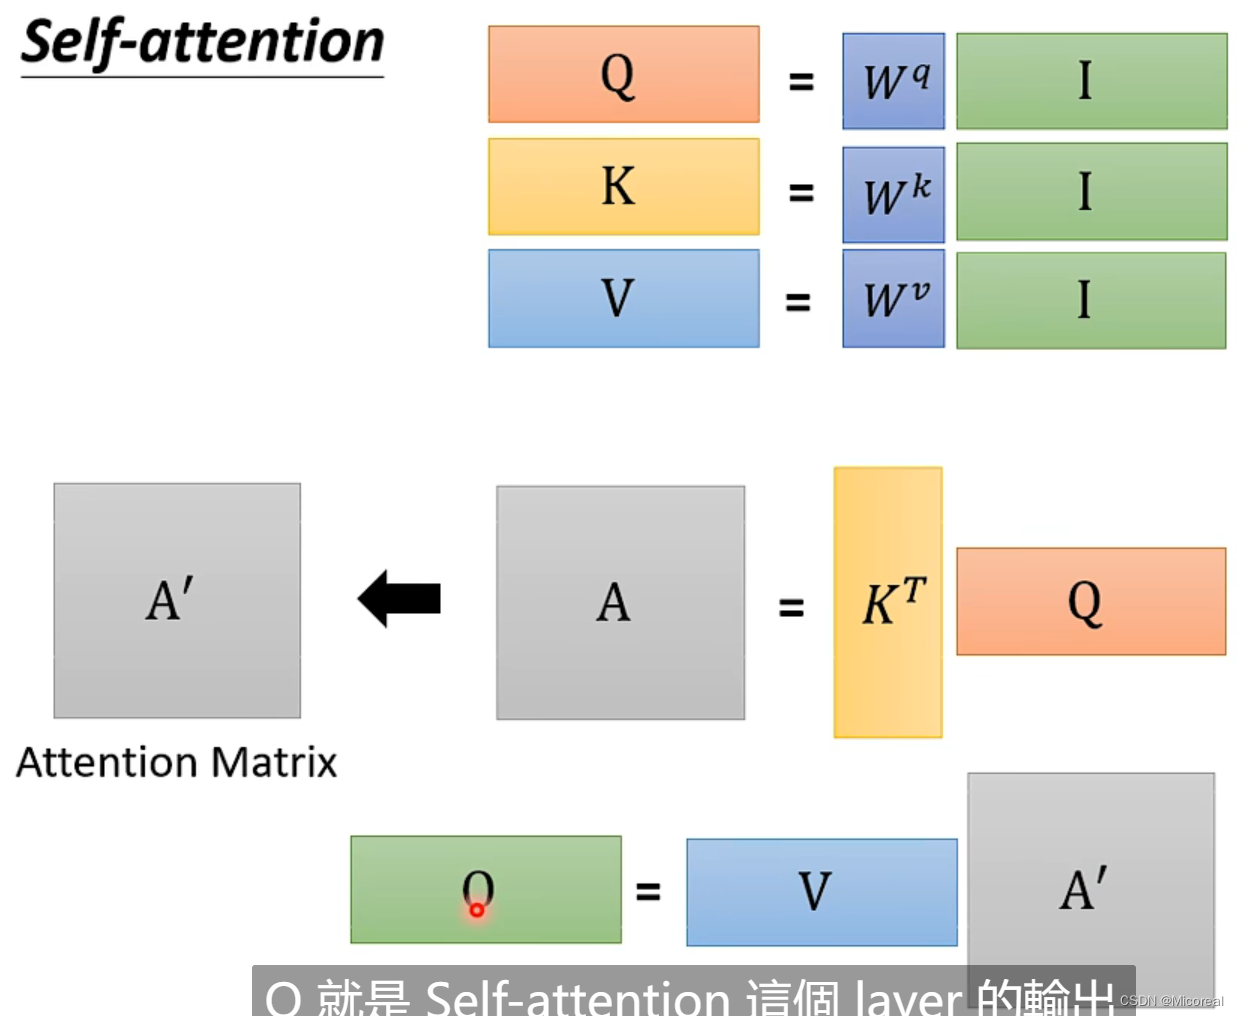 Self-attention
Q = W^q I
K = W^k I
V = W^v I
A′ A = K^T Q
Attention Matrix
O = V A′
O 就是 Self-attention 這個 layer 的輸出
CSDN @Micoreal